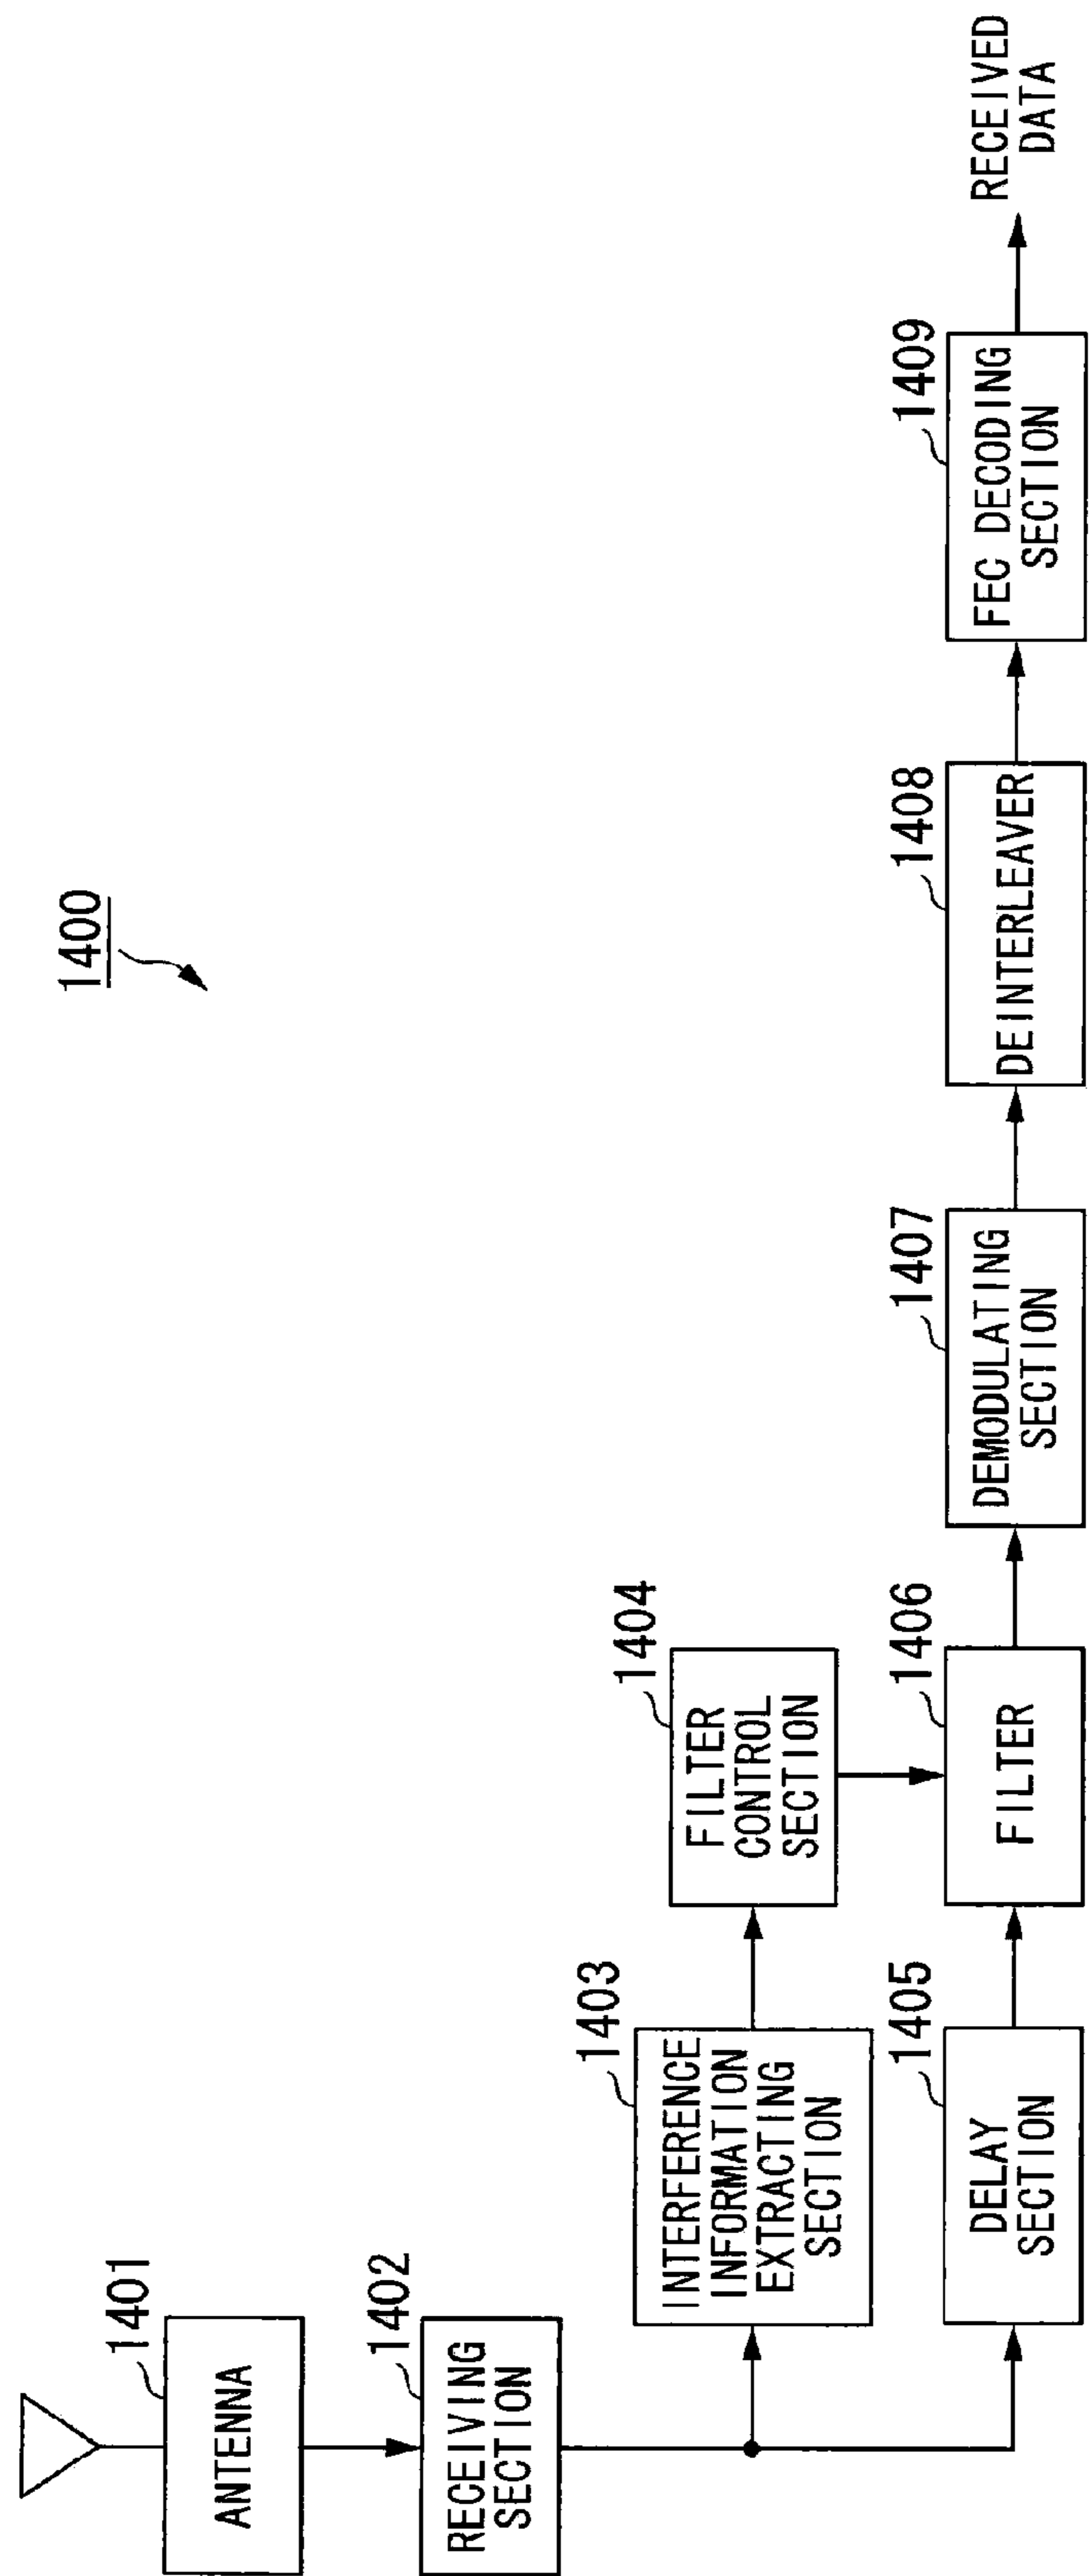 1400
1401
ANTENNA
1402
RECEIVING
SECTION
1403
INTERFERENCE
INFORMATION
EXTRACTING
SECTION
1404
FILTER
CONTROL
SECTION
1405
DELAY
SECTION
1406
FILTER
1407
DEMODULATING
SECTION
1408
DEINTERLEAVER
1409
FEC DECODING
SECTION
RECEIVED
DATA